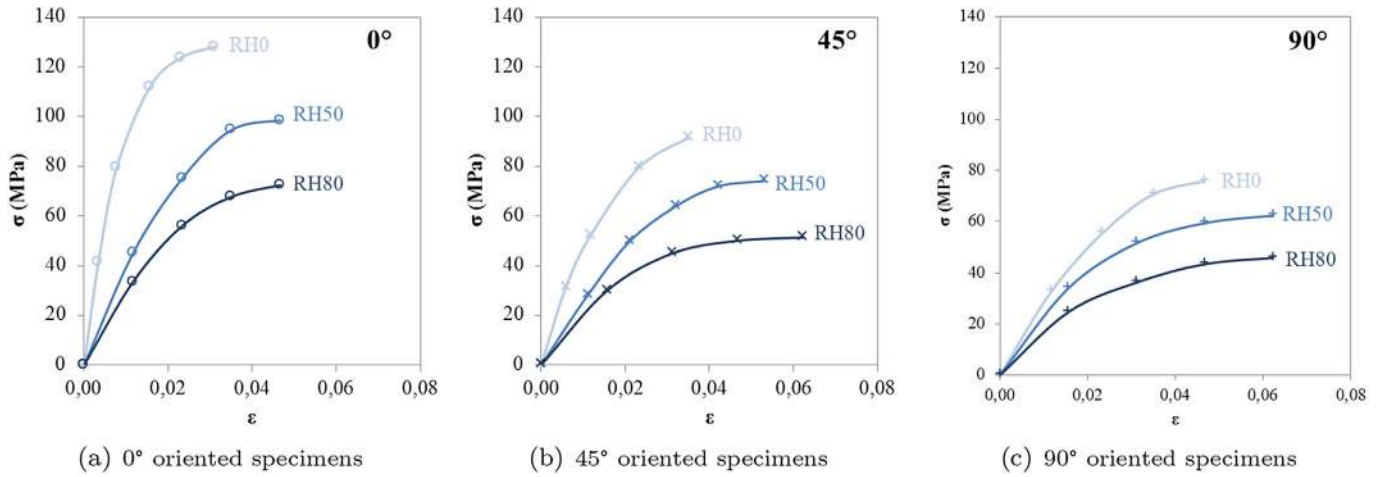 140
120
100
80
60
40
20
0
σ (MPa)
0°
RH0
RH50
RH80
0,00 0,02 0,04 0,06 0,08
ε
(a) 0° oriented specimens
140
120
100
80
60
40
20
0
σ (MPa)
45°
RH0
RH50
RH80
0,00 0,02 0,04 0,06 0,08
ε
(b) 45° oriented specimens
140
120
100
80
60
40
20
0
σ (MPa)
90°
RH0
RH50
RH80
0,00 0,02 0,04 0,06 0,08
ε
(c) 90° oriented specimens